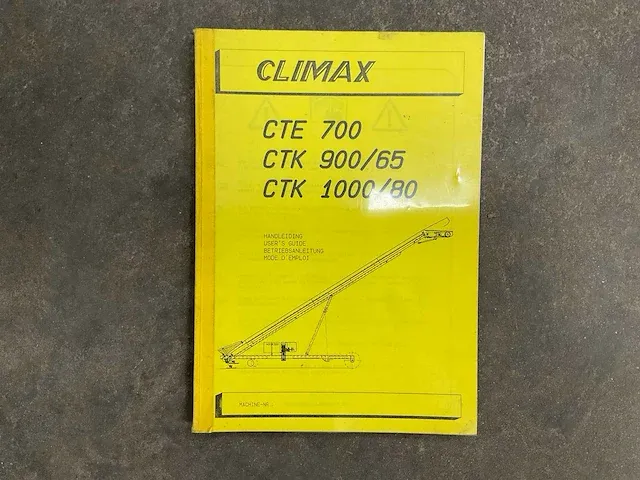 CLIMAX
CTE 700
CTK 900/65
CTK 1000/80
HANDLEIDING
USER'S GUIDE
BETRIEBSANLEITUNG
MODE D'EMPLOI
MACHINE-NR.